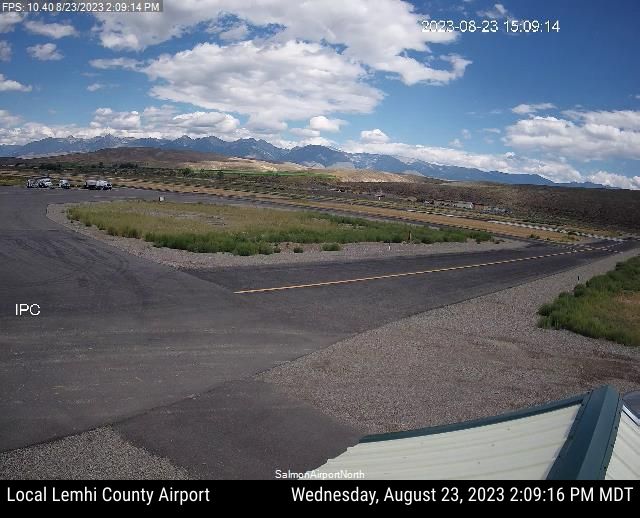 FPS: 10.40 8/23/2023 2:09:14 PM
2023-08-23 15:09:14
IPC
SalmonAirportNorth
Local Lemhi County Airport
Wednesday, August 23, 2023 2:09:16 PM MDT